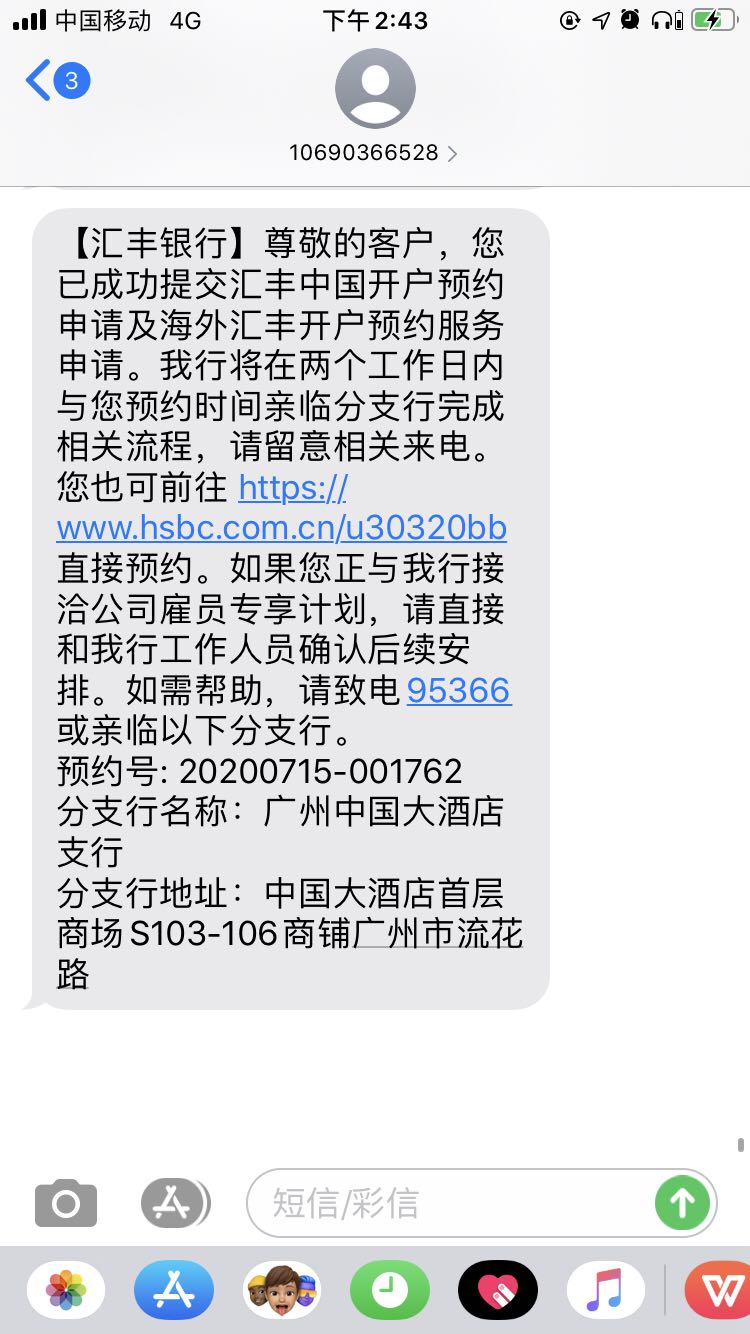 中国移动 4G 下午2:43
3
10690366528
【汇丰银行】尊敬的客户，您
已成功提交汇丰中国开户预约
申请及海外汇丰开户预约服务
申请。我行将在两个工作日内
与您预约时间亲临分支行完成
相关流程，请留意相关来电。
您也可前往 https://
www.hsbc.com.cn/u30320bb
直接预约。如果您正与我行接
洽公司雇员专享计划，请直接
和我行工作人员确认后续安
排。如需帮助，请致电95366
或亲临以下分支行。
预约号: 20200715-001762
分支行名称：广州中国大酒店
支行
分支行地址：中国大酒店首层
商场S103-106商铺广州市流花
路
短信/彩信